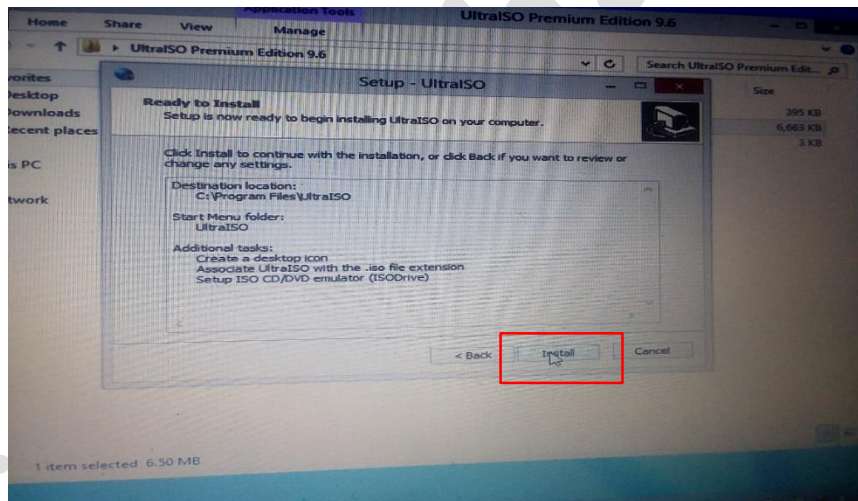 Application Tools
UltraISO Premium Edition 9.6
Home Share View Manage
UltraISO Premium Edition 9.6
Search UltraISO Premium Edit...
Setup - UltraISO
Size
295 KB
6,663 KB
3 KB
vorites
Desktop
Downloads
ecent places
is PC
twork
Ready to Install
Setup is now ready to begin installing UltraISO on your computer.
Click Install to continue with the installation, or click Back if you want to review or
change any settings.
Destination location:
C:\Program Files\UltraISO
Start Menu folder:
UltraISO
Additional tasks:
Create a desktop icon
Associate UltraISO with the .iso file extension
Setup ISO CD/DVD emulator (ISODrive)
< Back Install Cancel
1 item selected 6.50 MB